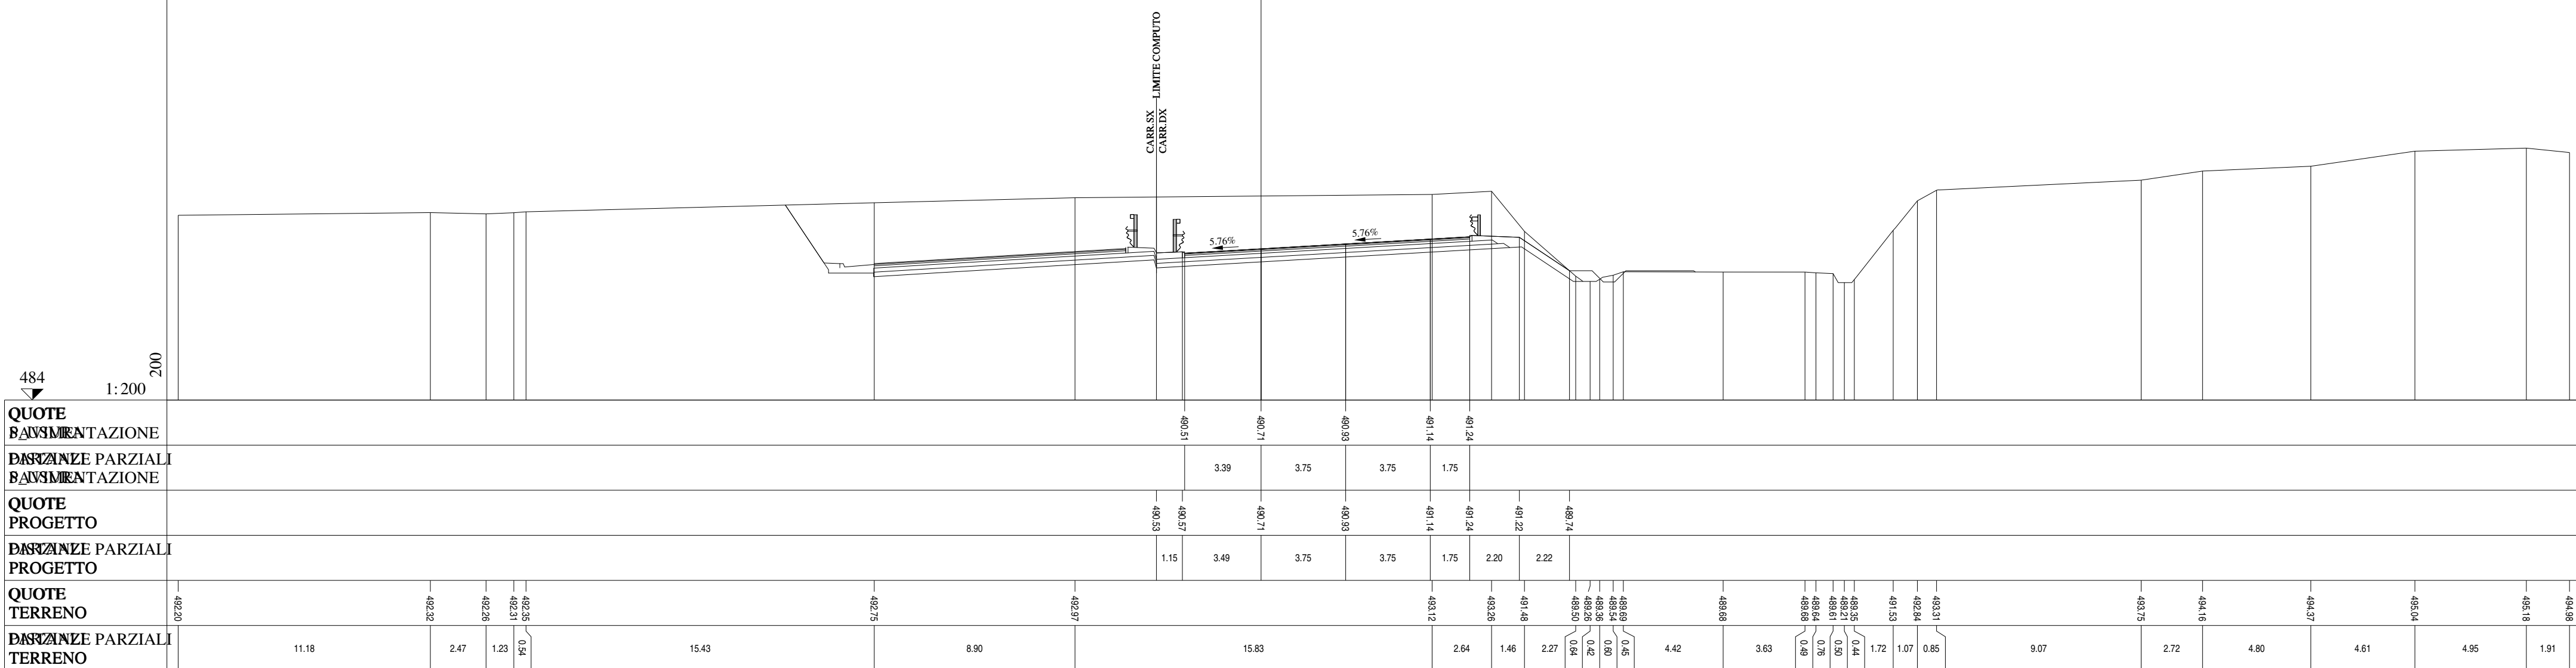 LIMITE COMPUTO
CARR.SX
CARR.DX
5.76%
5.76%
200
484
1:200
QUOTE
PAVIMENTAZIONE
490.51 490.71 490.93 491.14 491.24
DISTANZE PARZIALI
PAVIMENTAZIONE
3.39 3.75 3.75 1.75
QUOTE
PROGETTO
490.53 490.57 490.71 490.93 491.14 491.24 491.22 489.74
DISTANZE PARZIALI
PROGETTO
1.15 3.49 3.75 3.75 1.75 2.20 2.22
QUOTE
TERRENO
492.20 492.32 492.26 492.31 492.35 492.75 492.97 493.12 493.26 491.48 489.50 489.26 489.36 489.54 489.69 489.68 489.68 489.64 489.61 489.21 489.35 491.53 492.84 493.31 493.75 494.16 494.37 495.04 495.18 494.98
DISTANZE PARZIALI
TERRENO
11.18 2.47 1.23 0.54 15.43 8.90 15.83 2.64 1.46 2.27 0.64 0.42 0.60 0.45 4.42 3.63 0.49 0.76 0.50 0.44 1.72 1.07 0.85 9.07 2.72 4.80 4.61 4.95 1.91